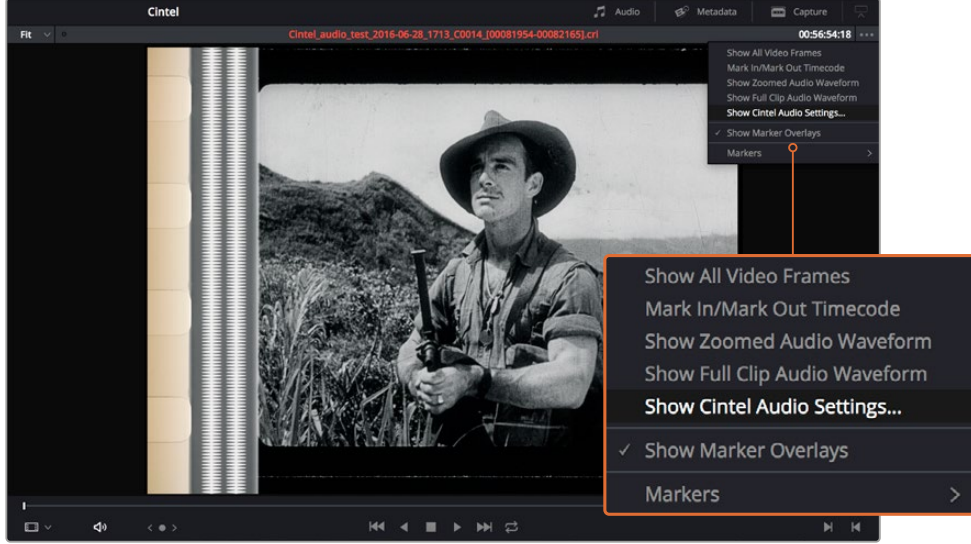 Cintel
Audio
Metadata
Capture
Fit
Cintel_audio_test_2016-06-28_1713_C0014_[00081954-00082165].cri
00:56:54:18
Show All Video Frames
Mark In/Mark Out Timecode
Show Zoomed Audio Waveform
Show Full Clip Audio Waveform
Show Cintel Audio Settings...
✓ Show Marker Overlays
Markers >
Show All Video Frames
Mark In/Mark Out Timecode
Show Zoomed Audio Waveform
Show Full Clip Audio Waveform
Show Cintel Audio Settings...
✓ Show Marker Overlays
Markers >